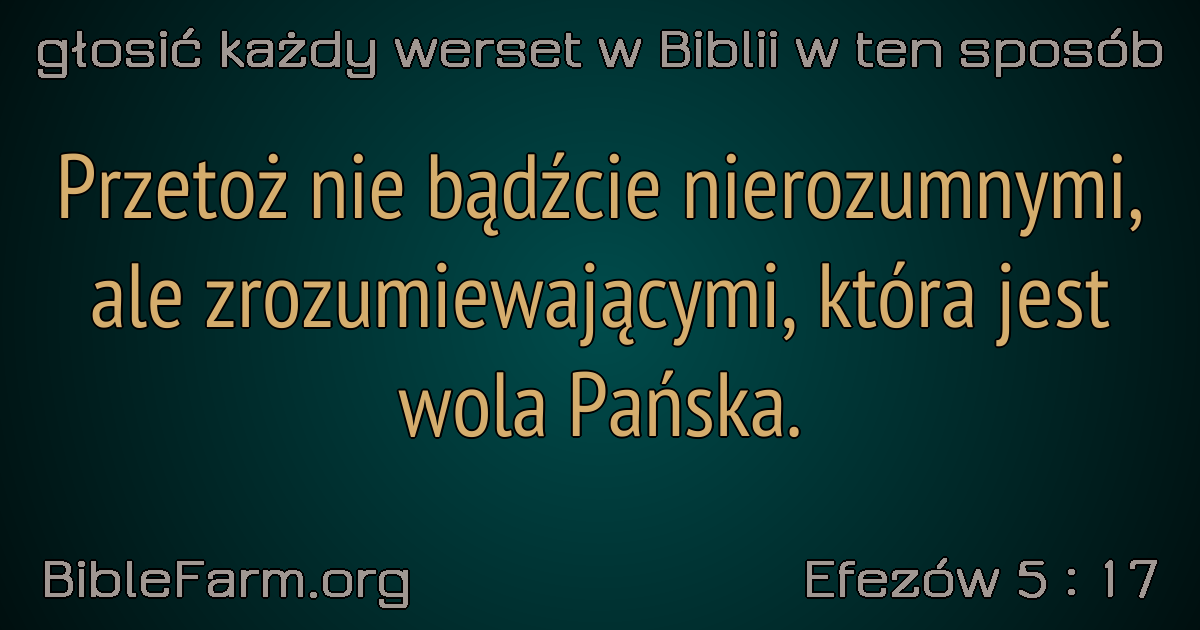 głosić każdy werset w Biblii w ten sposób
Przetoż nie bądźcie nierozumnymi,
ale zrozumiewającymi, która jest
wola Pańska.
BibleFarm.org
Efezów 5 : 17